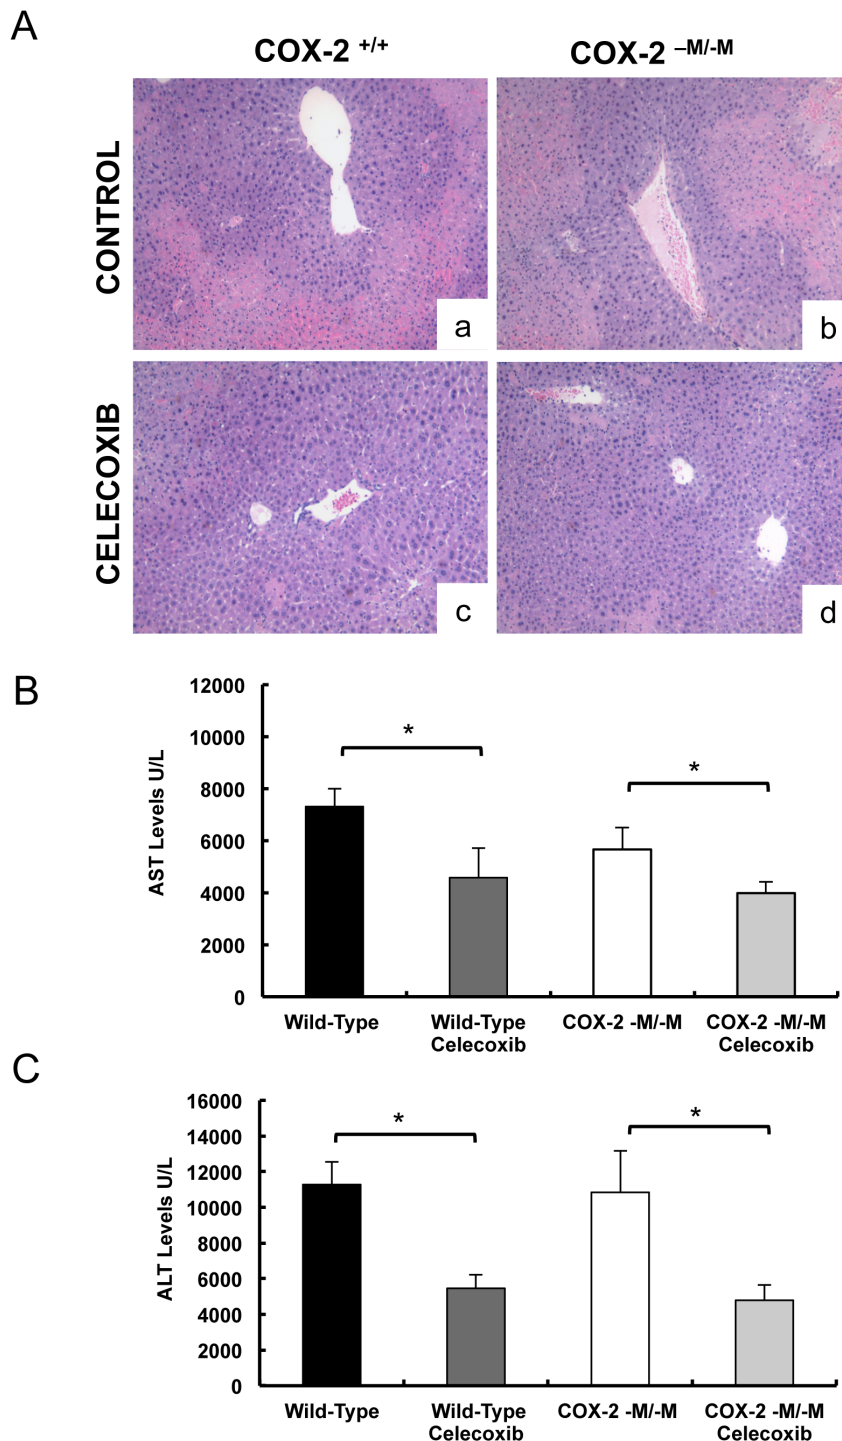 A
COX-2 +/+
COX-2 –M/-M
CONTROL
a
b
CELECOXIB
c
d
B
AST Levels U/L
12000
10000
8000
6000
4000
2000
0
*
*
Wild-Type
Wild-Type
Celecoxib
COX-2 -M/-M
COX-2 -M/-M
Celecoxib
C
ALT Levels U/L
16000
14000
12000
10000
8000
6000
4000
2000
0
*
*
Wild-Type
Wild-Type
Celecoxib
COX-2 -M/-M
COX-2 -M/-M
Celecoxib